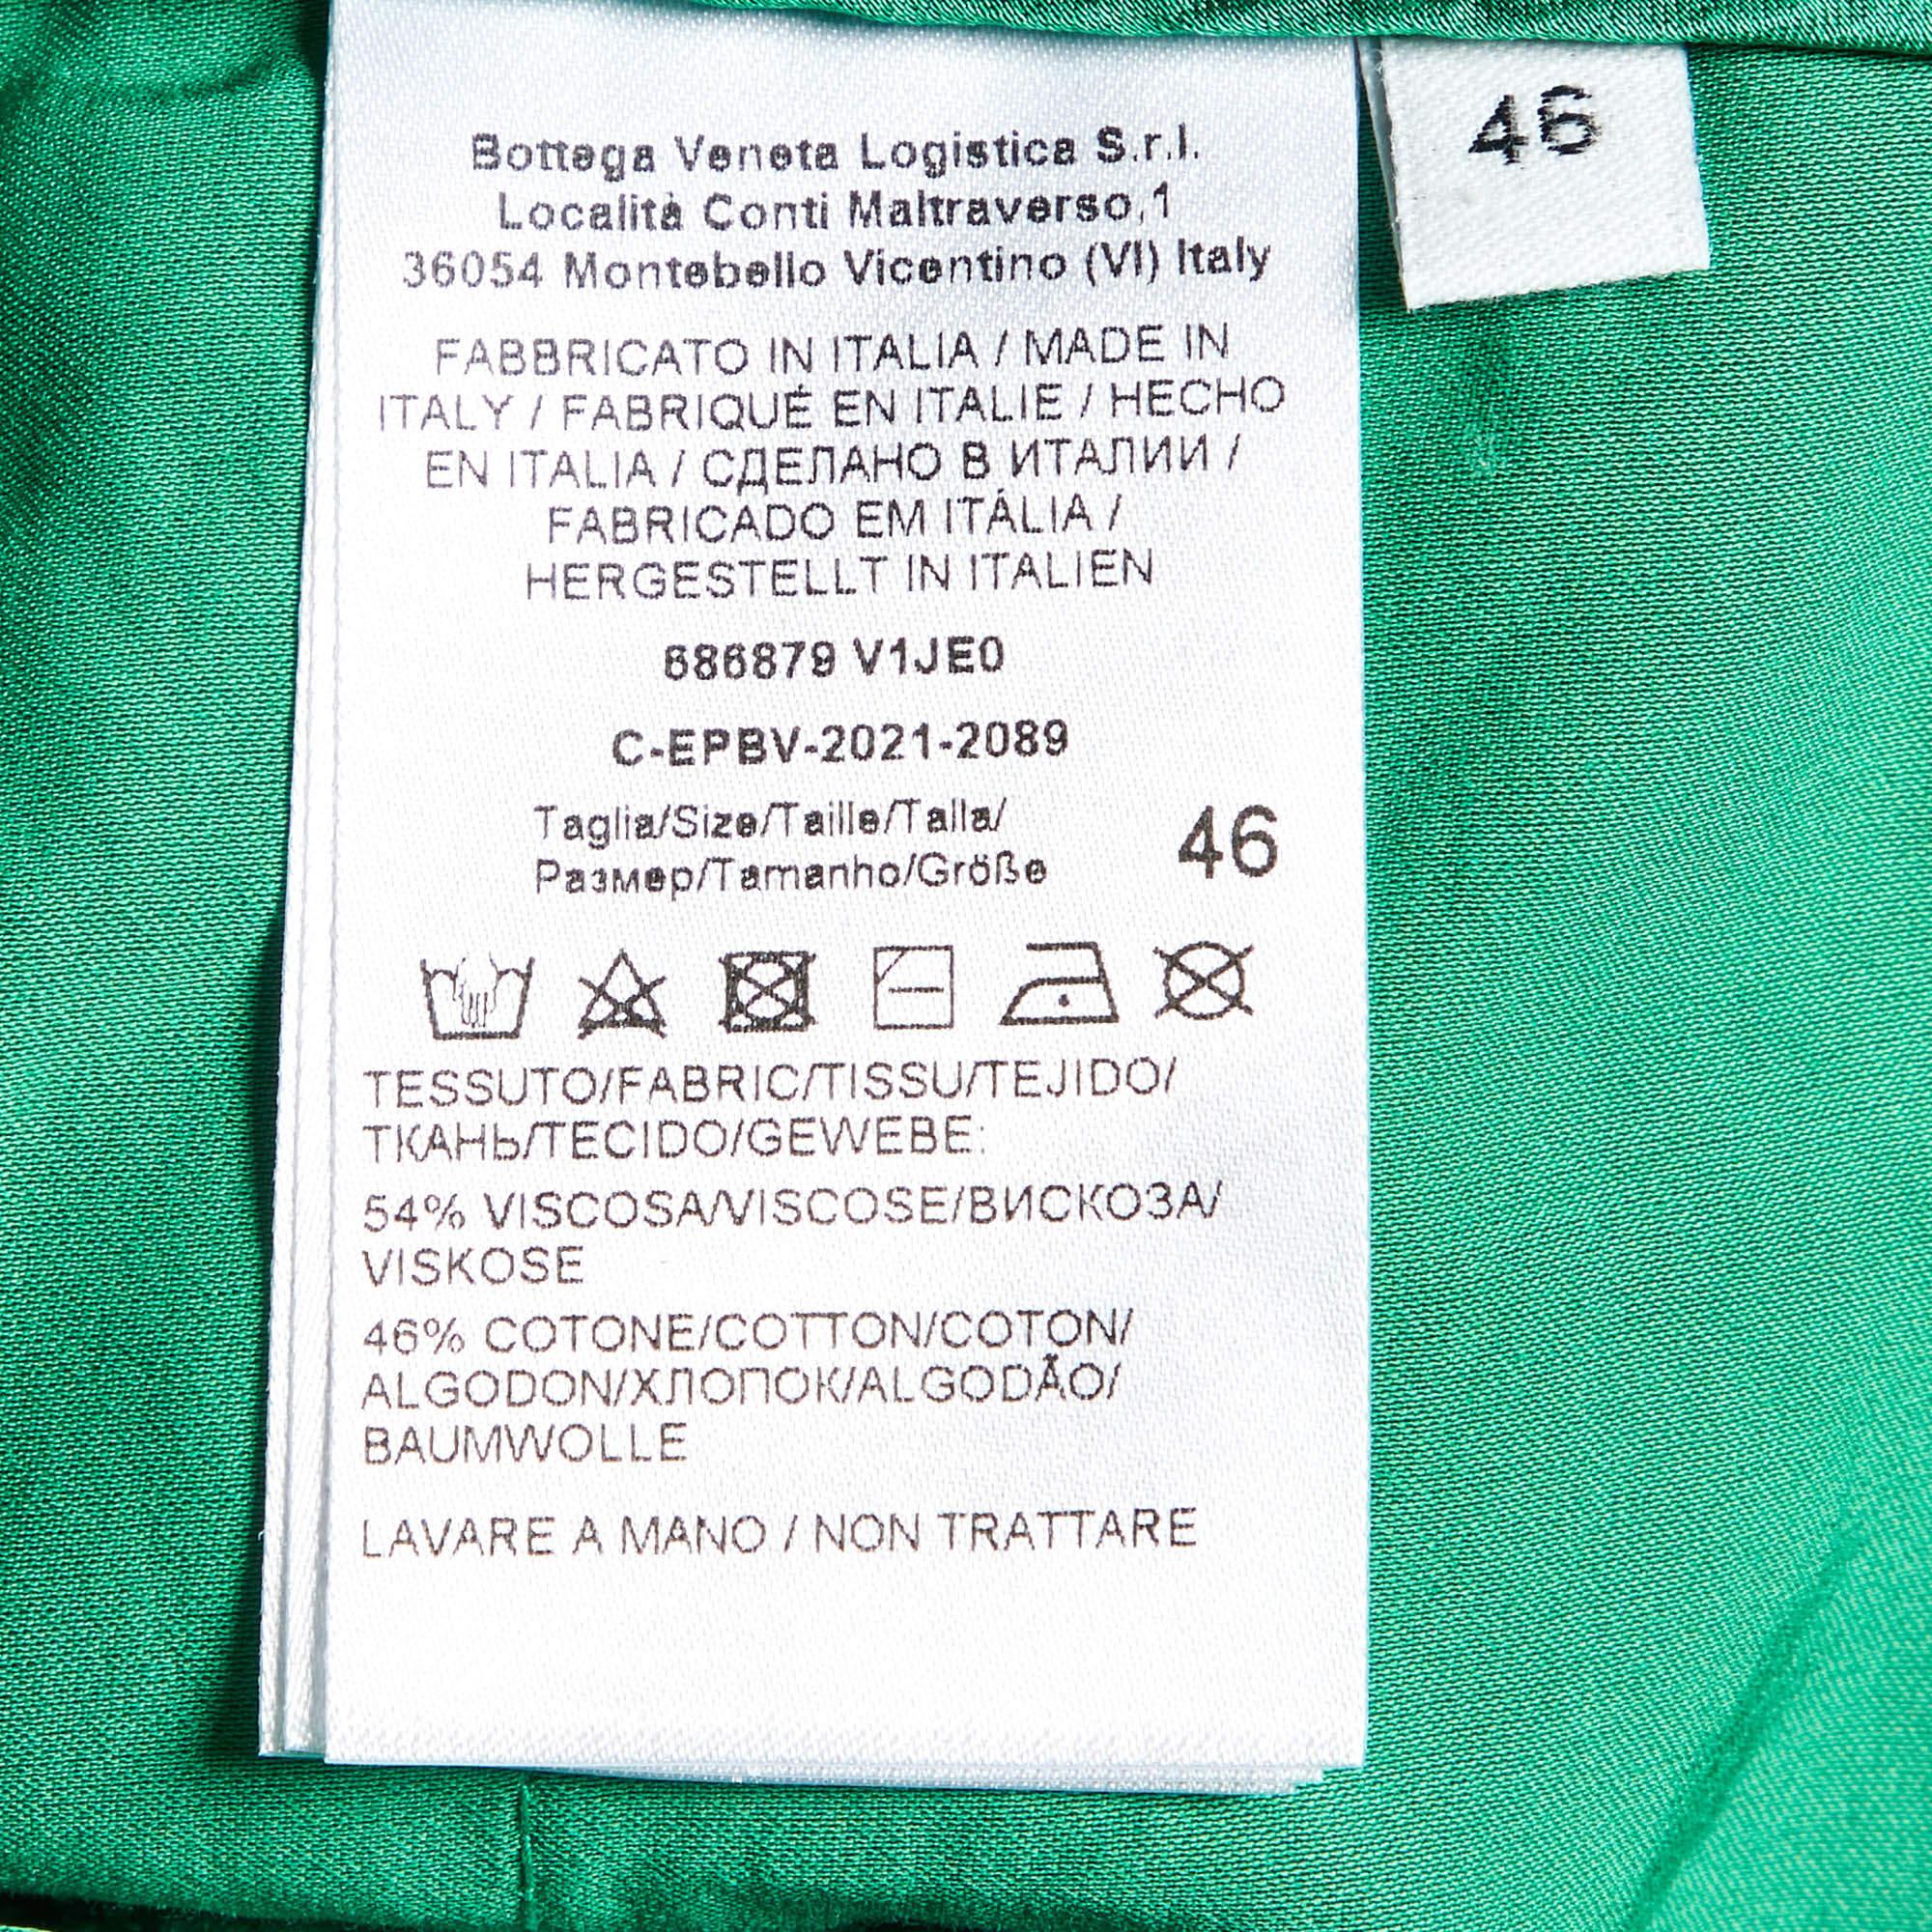 Bottega Veneta Logistica S.r.l.
Località Conti Maltraverso,1
36054 Montebello Vicentino (VI) Italy
46
FABBRICATO IN ITALIA / MADE IN
ITALY / FABRIQUÉ EN ITALIE / HECHO
EN ITALIA / СДЕЛАНО В ИТАЛИИ /
FABRICADO EM ITÁLIA /
HERGESTELLT IN ITALIEN
686879 V1JE0
C-EPBV-2021-2089
Taglia/Size/Taille/Talla/
Размер/Tamanho/Größe
46
TESSUTO/FABRIC/TISSU/TEJIDO/
ТКАНЬ/TECIDO/GEWEBE:
54% VISCOSA/VISCOSE/ВИСКОЗА/
VISKOSE
46% COTONE/COTTON/COTON/
ALGODON/ХЛОПОК/ALGODÃO/
BAUMWOLLE
LAVARE A MANO / NON TRATTARE